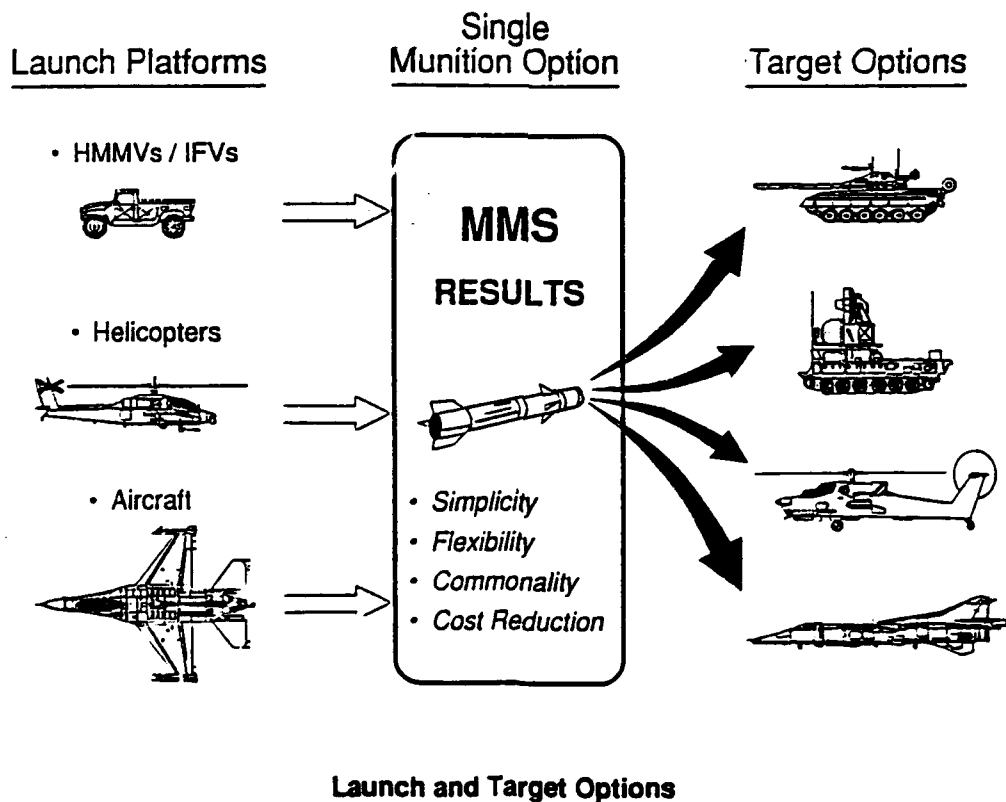 Launch Platforms
Single
Munition Option
Target Options
• HMMVs / IFVs
• Helicopters
• Aircraft
MMS
RESULTS
• Simplicity
• Flexibility
• Commonality
• Cost Reduction
Launch and Target Options